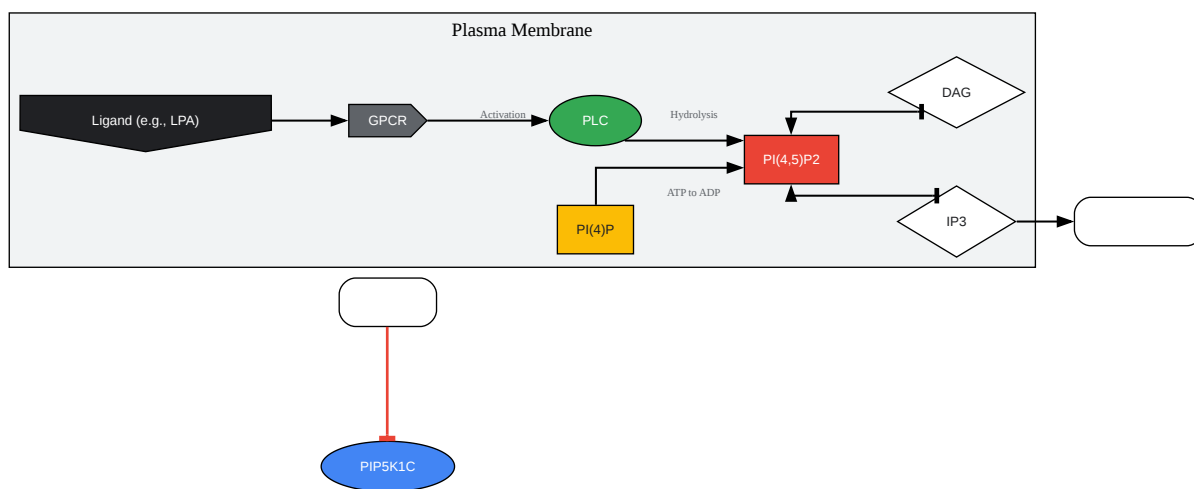 Plasma Membrane
Ligand (e.g., LPA)
GPCR
Activation
PLC
Hydrolysis
PI(4,5)P2
DAG
ATP to ADP
PI(4)P
IP3
PIP5K1C